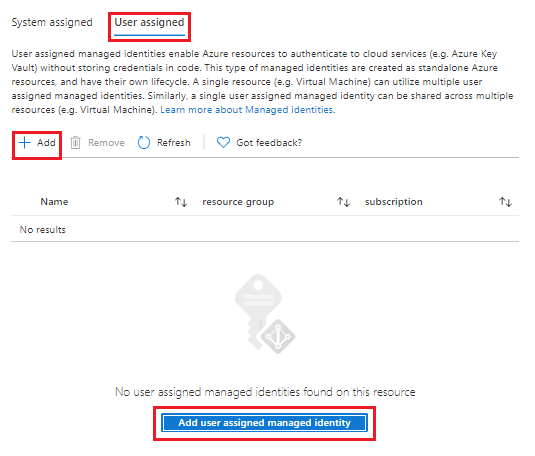 System assigned User assigned
User assigned managed identities enable Azure resources to authenticate to cloud services (e.g. Azure Key
Vault) without storing credentials in code. This type of managed identities are created as standalone Azure
resources, and have their own lifecycle. A single resource (e.g. Virtual Machine) can utilize multiple user
assigned managed identities. Similarly, a single user assigned managed identity can be shared across multiple
resources (e.g. Virtual Machine). Learn more about Managed identities.
Add Remove Refresh Got feedback?
Name resource group subscription
No results
No user assigned managed identities found on this resource
Add user assigned managed identity